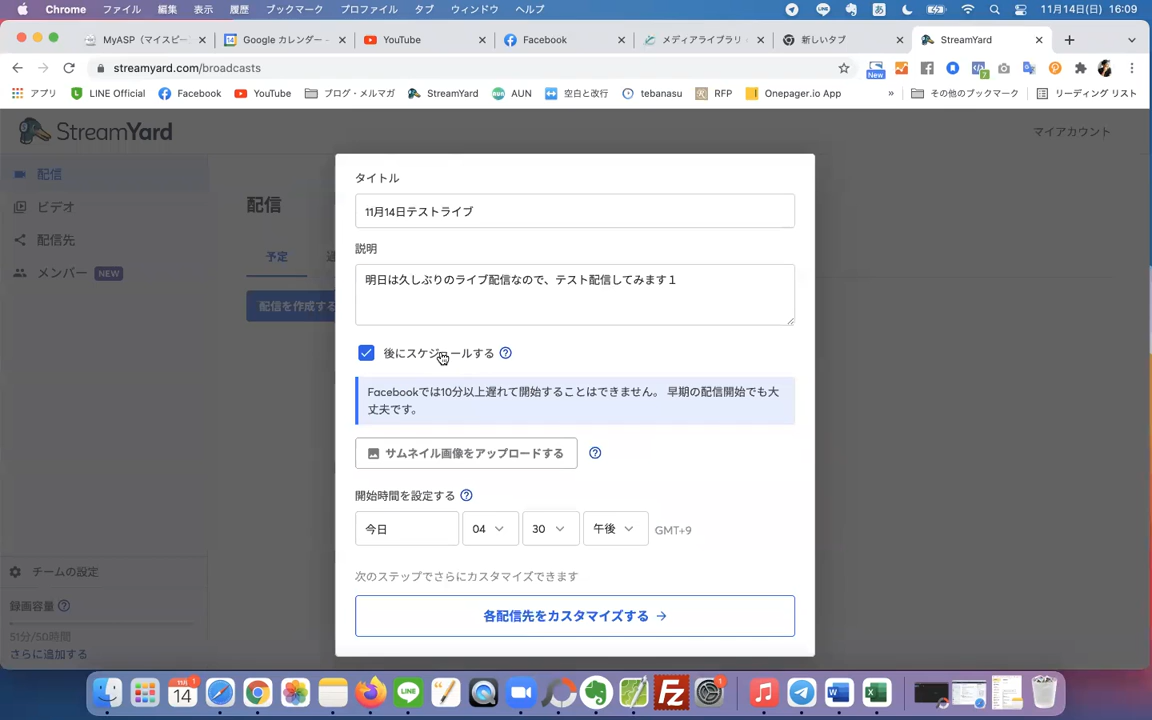 Chrome ファイル 編集 表示 履歴 ブックマーク プロファイル タブ ウィンドウ ヘルプ あ 11月14日(日) 16:09
MyASP（マイスピー Google カレンダー - YouTube Facebook メディアライブラリ 新しいタブ StreamYard
streamyard.com/broadcasts
New 7
アプリ LINE Official Facebook YouTube ブログ・メルマガ StreamYard AUN 空白と改行 tebanasu RFP Onepager.io App » その他のブックマーク リーディング リスト
StreamYard マイアカウント
配信
ビデオ
配信先
メンバー NEW
配信
予定
配信を作成する
タイトル
11月14日テストライブ
説明
明日は久しぶりのライブ配信なので、テスト配信してみます１
後にスケジュールする
Facebookでは10分以上遅れて開始することはできません。 早期の配信開始でも大
丈夫です。
サムネイル画像をアップロードする
開始時間を設定する
今日 04 30 午後 GMT+9
次のステップでさらにカスタマイズできます
各配信先をカスタマイズする →
チームの設定
録画容量
51分/50時間
さらに追加する
14 1 LINE Fz 1 W X